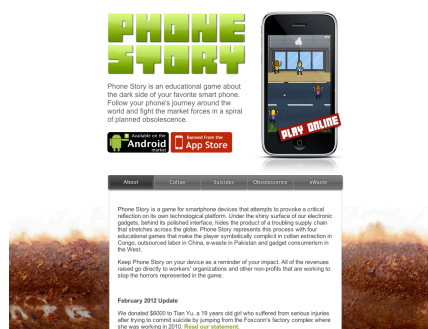 PHONE
STORY
Phone Story is an educational game about
the dark side of your favorite smart phone.
Follow your phone's journey around the
world and fight the market forces in a spiral
of planned obsolescence.
Available on the
Android
market
Banned from the
App Store
PLAY ONLINE
About
Coltan
Suicides
Obsolescence
eWaste
Phone Story is a game for smartphone devices that attempts to provoke a critical
reflection on its own technological platform. Under the shiny surface of our electronic
gadgets, behind its polished interface, hides the product of a troubling supply chain
that stretches across the globe. Phone Story represents this process with four
educational games that make the player symbolically complicit in coltan extraction in
Congo, outsourced labor in China, e-waste in Pakistan and gadget consumerism in
the West.
Keep Phone Story on your device as a reminder of your impact. All of the revenues
raised go directly to workers' organizations and other non-profits that are working to
stop the horrors represented in the game.
February 2012 Update
We donated $6000 to Tian Yu, a 19 years old girl who suffered from serious injuries
after trying to commit suicide by jumping from the Foxconn's factory complex where
she was working in 2010. Read our statement.